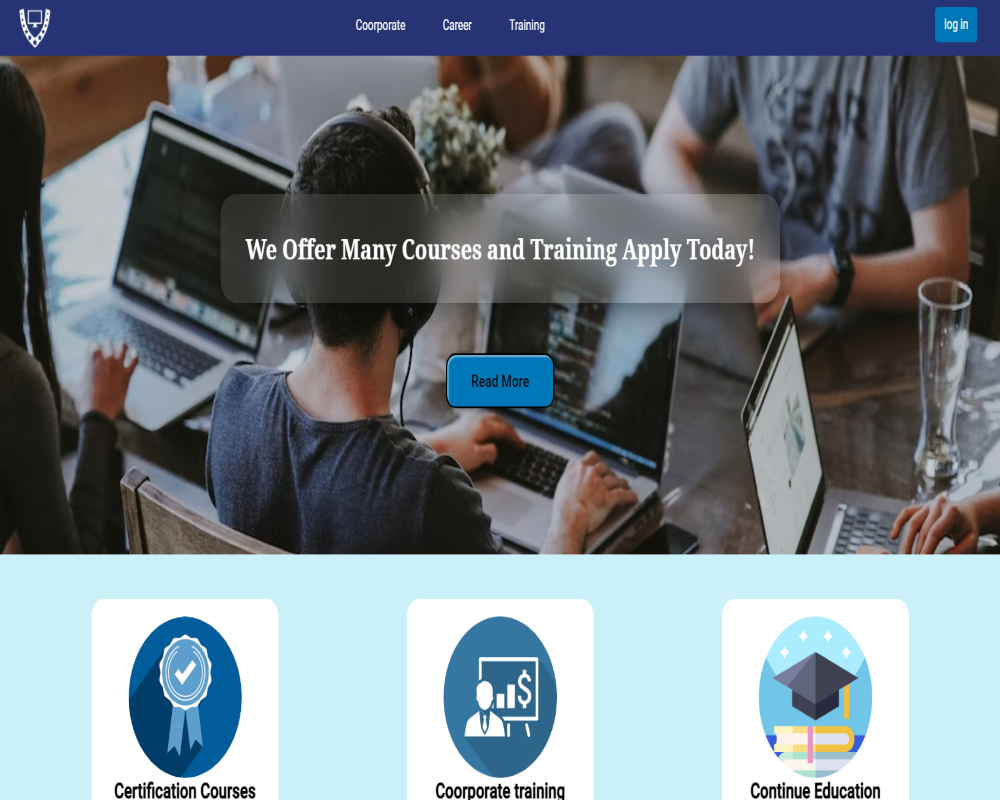 Coorporate Career Training log in
We Offer Many Courses and Training Apply Today!
Read More
Certification Courses Coorporate training Continue Education